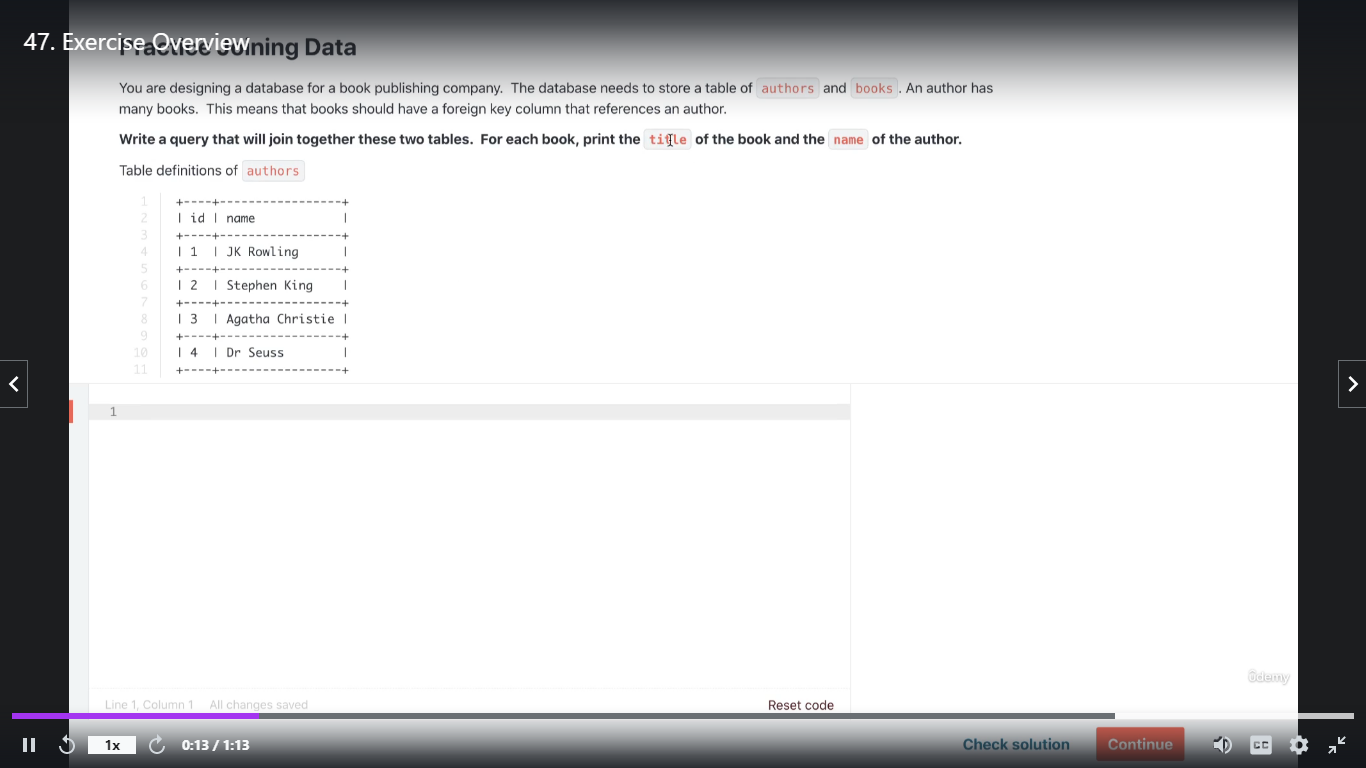 47. Exercise Overview
Practice Joining Data
You are designing a database for a book publishing company. The database needs to store a table of authors and books . An author has
many books. This means that books should have a foreign key column that references an author.
Write a query that will join together these two tables. For each book, print the title of the book and the name of the author.
Table definitions of authors
1 +----+-----------------+
2 | id | name |
3 +----+-----------------+
4 | 1 | JK Rowling |
5 +----+-----------------+
6 | 2 | Stephen King |
7 +----+-----------------+
8 | 3 | Agatha Christie |
9 +----+-----------------+
10 | 4 | Dr Seuss |
11 +----+-----------------+
1
ûdemy
Line 1, Column 1 All changes saved Reset code
1x 0:13 / 1:13 Check solution Continue CC